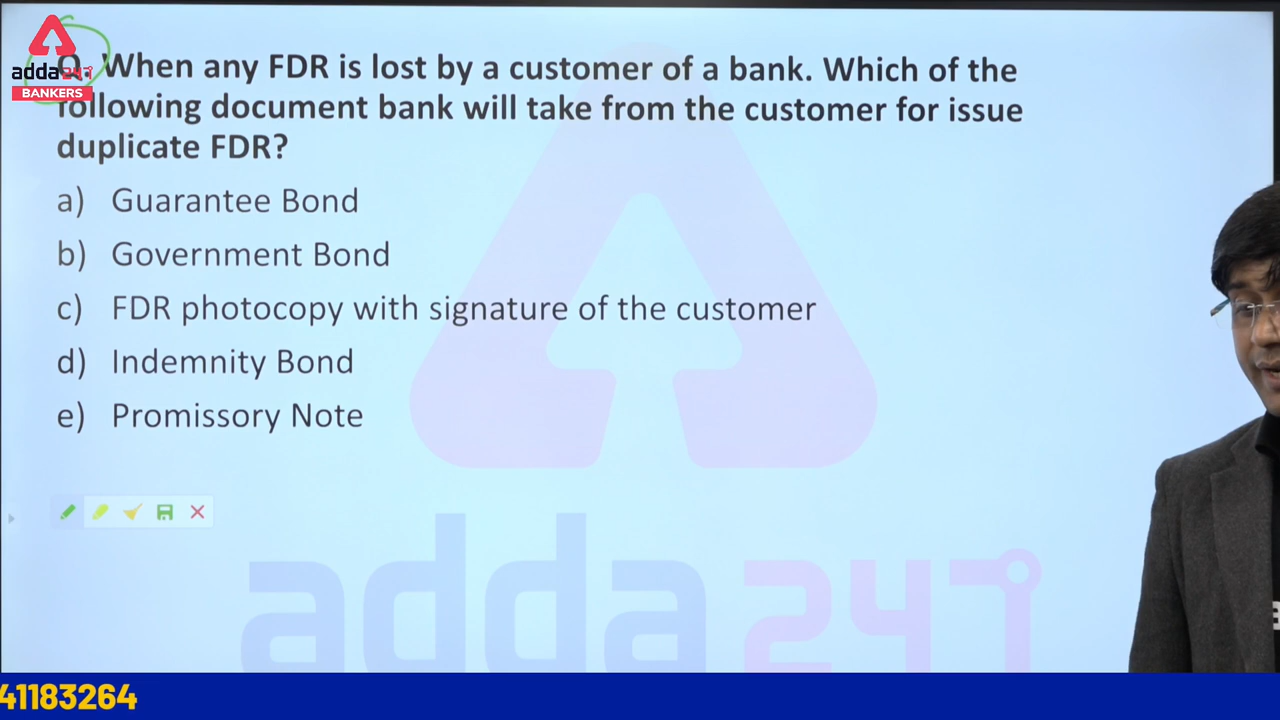 adda247
BANKERS
Q. When any FDR is lost by a customer of a bank. Which of the
following document bank will take from the customer for issue
duplicate FDR?
a) Guarantee Bond
b) Government Bond
c) FDR photocopy with signature of the customer
d) Indemnity Bond
e) Promissory Note
adda247
41183264